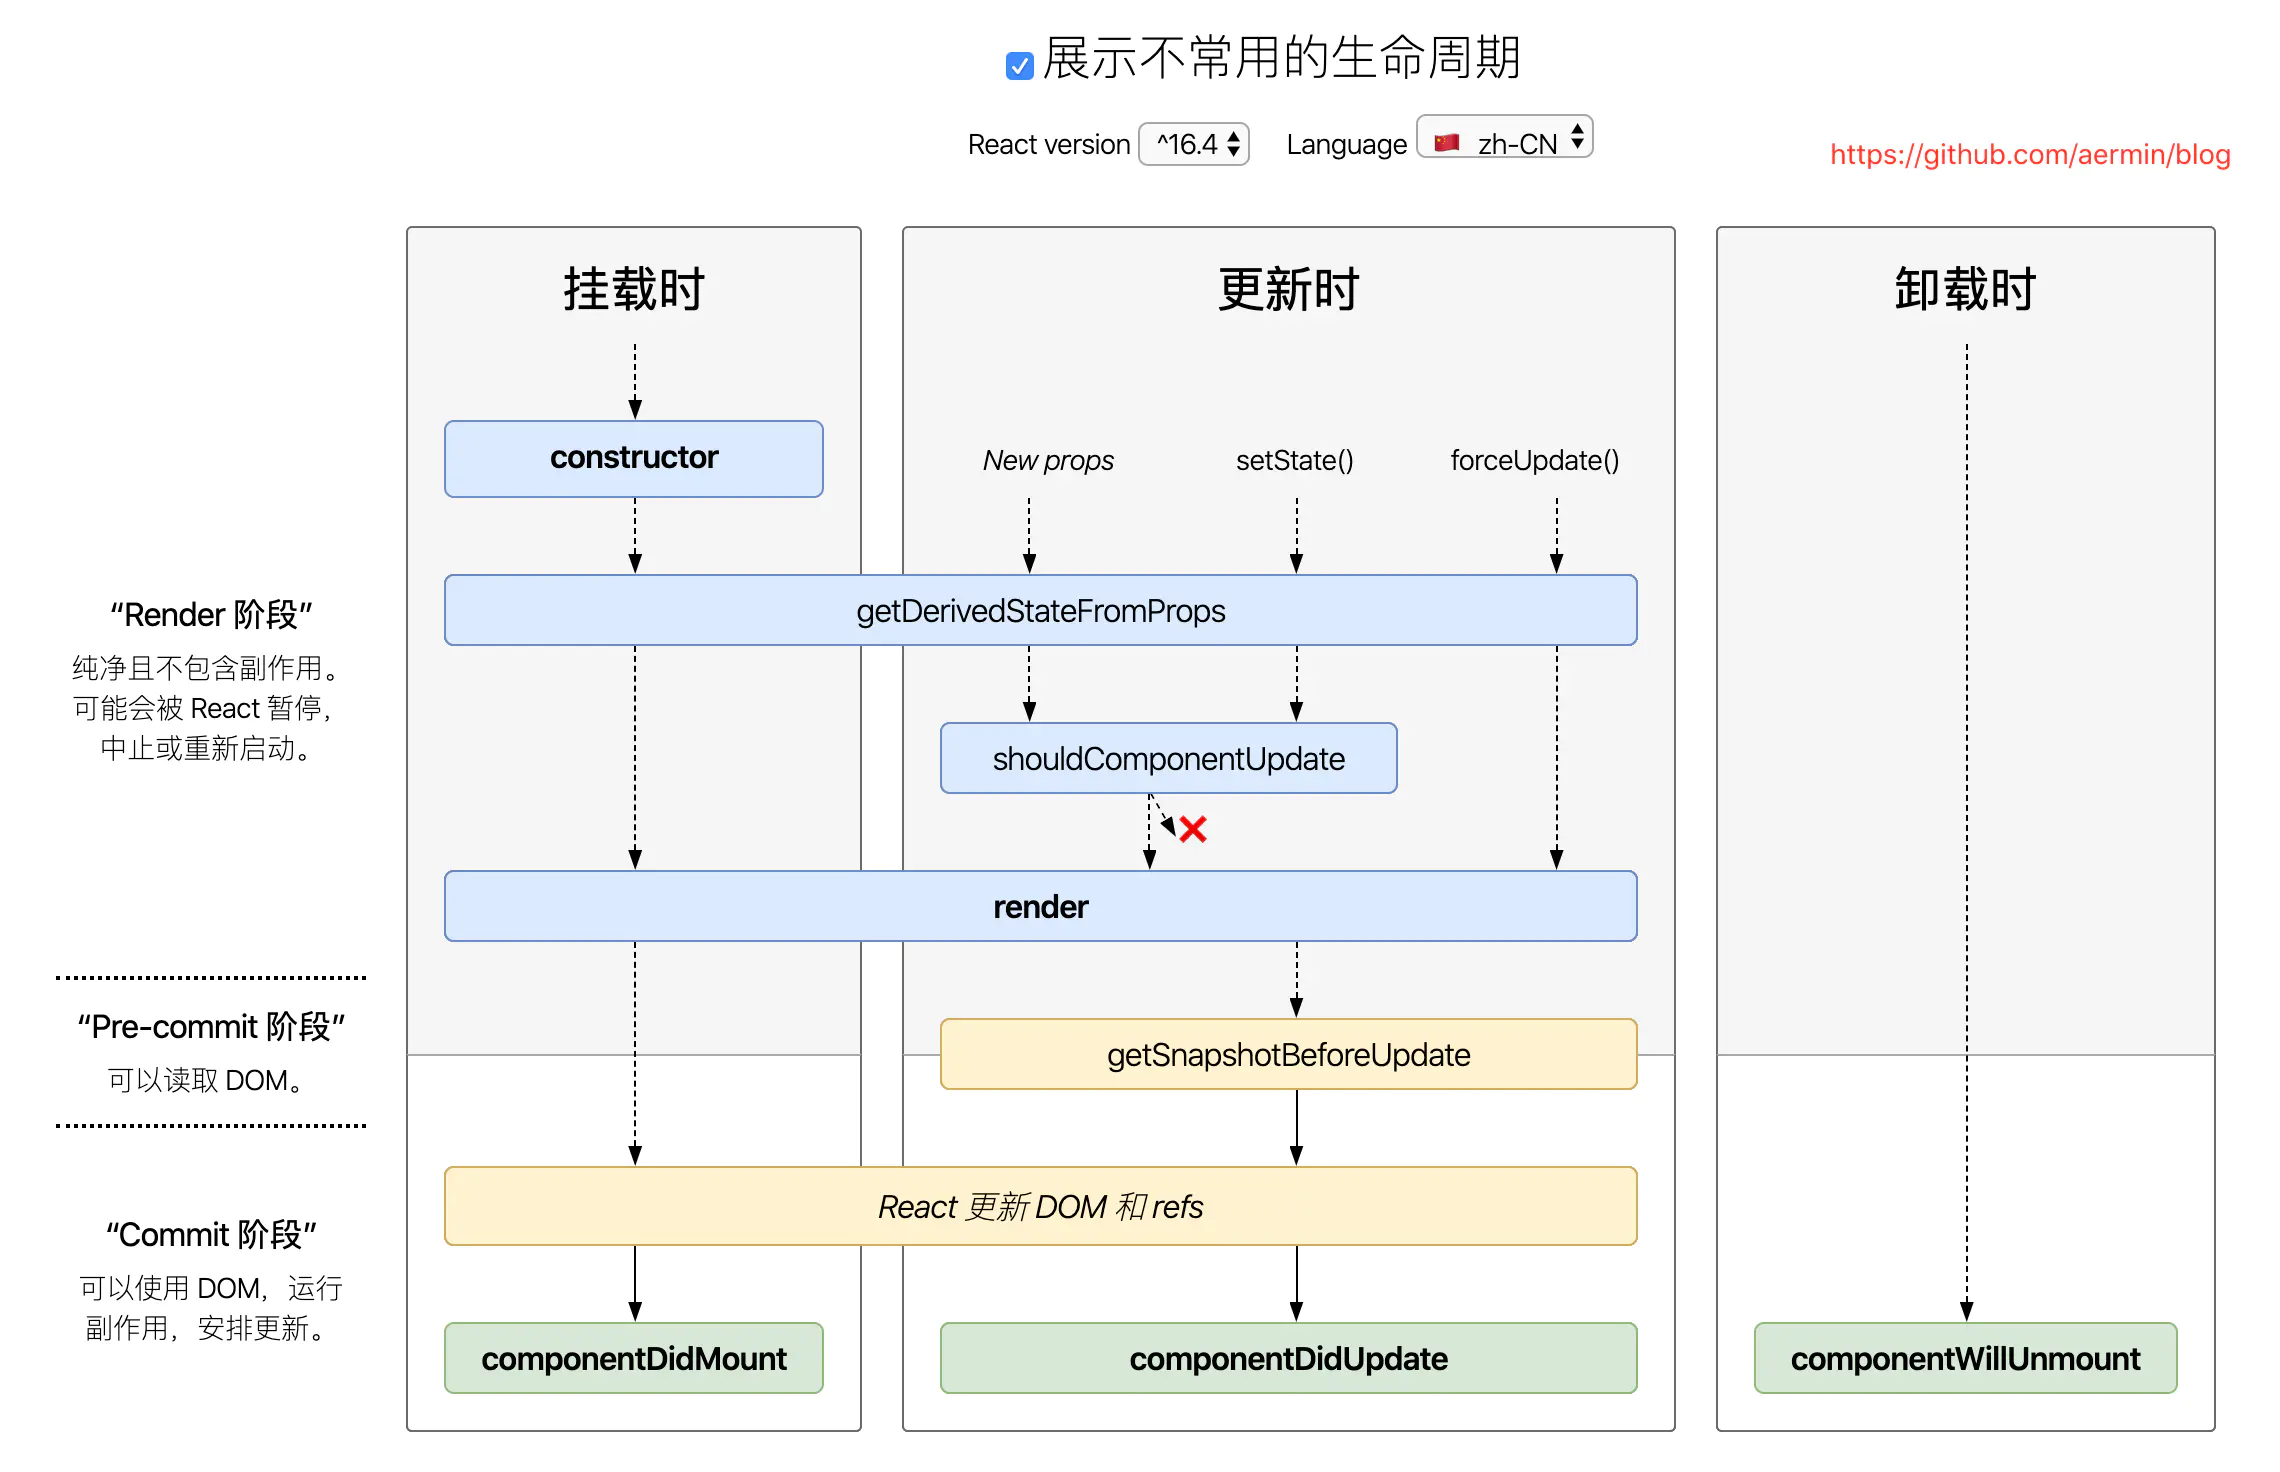 展示不常用的生命周期
React version ^16.4 Language zh-CN
https://github.com/aermin/blog
挂载时
更新时
卸载时
constructor
New props
setState()
forceUpdate()
getDerivedStateFromProps
“Render 阶段”
纯净且不包含副作用。
可能会被 React 暂停，
中止或重新启动。
shouldComponentUpdate
render
“Pre-commit 阶段”
可以读取 DOM。
getSnapshotBeforeUpdate
React 更新 DOM 和 refs
“Commit 阶段”
可以使用 DOM，运行
副作用，安排更新。
componentDidMount
componentDidUpdate
componentWillUnmount